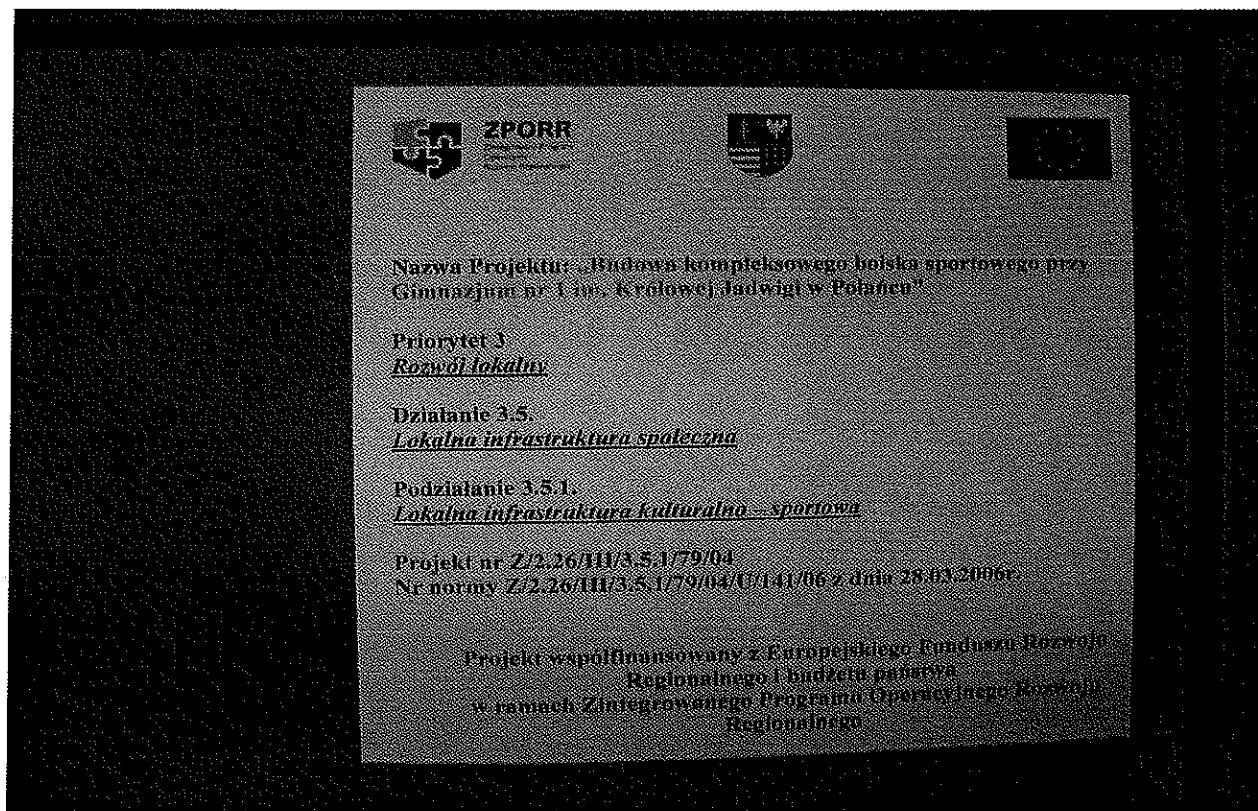 ZPORR
Nazwa Projektu: „Budowa kompleksowego boiska sportowego przy
Gimnazjum nr 1 im. Królowej Jadwigi w Połańcu"
Priorytet 3
Rozwój lokalny
Działanie 3.5.
Lokalna infrastruktura społeczna
Podziałanie 3.5.1.
Lokalna infrastruktura kulturalno – sportowa
Projekt nr Z/2.26/III/3.5.1/79/04
Nr normy Z/2.26/III/3.5.1/79/04/U/141/06 z dnia 28.03.2006r.
Projekt współfinansowany z Europejskiego Funduszu Rozwoju
Regionalnego i budżetu państwa
w ramach Zintegrowanego Programu Operacyjnego Rozwoju
Regionalnego